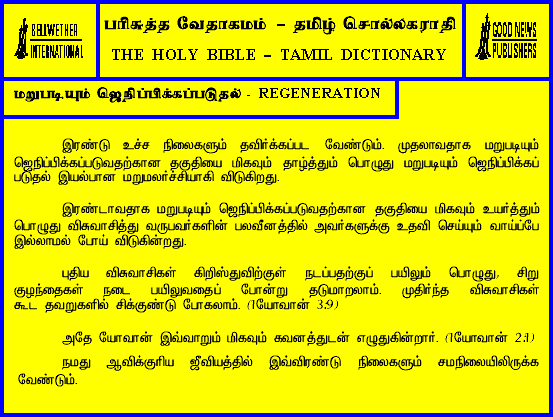 BELLWETHER
INTERNATIONAL
பரிசுத்த வேதாகமம் – தமிழ் சொல்லகராதி
THE HOLY BIBLE – TAMIL DICTIONARY
GOOD NEWS
PUBLISHERS
மறுபடியும் ஜெநிப்பிக்கப்படுதல் - REGENERATION
இரண்டு உச்ச நிலைகளும் தவிர்க்கப்பட வேண்டும். முதலாவதாக மறுபடியும்
ஜெநிப்பிக்கப்படுவதற்கான தகுதியை மிகவும் தாழ்த்தும் பொழுது மறுபடியும் ஜெநிப்பிக்கப்
படுதல் இயல்பான மறுமலர்ச்சியாகி விடுகிறது.
இரண்டாவதாக மறுபடியும் ஜெநிப்பிக்கப்படுவதற்கான தகுதியை மிகவும் உயர்த்தும்
பொழுது விசுவாசித்து வருபவர்களின் பலவீனத்தில் அவர்களுக்கு உதவி செய்யும் வாய்ப்பே
இல்லாமல் போய் விடுகின்றது.
புதிய விசுவாசிகள் கிறிஸ்துவிற்குள் நடப்பதற்குப் பயிலும் பொழுது, சிறு
குழந்தைகள் நடை பயிலுவதைப் போன்று தடுமாறலாம். முதிர்ந்த விசுவாசிகள்
கூட தவறுகளில் சிக்குண்டு போகலாம். (1யோவான் 3:9)
அதே யோவான் இவ்வாறும் மிகவும் கவனத்துடன் எழுதுகின்றார். (1யோவான் 2:1)
நமது ஆவிக்குரிய ஜீவியத்தில் இவ்விரண்டு நிலைகளும் சமநிலையிலிருக்க
வேண்டும்.